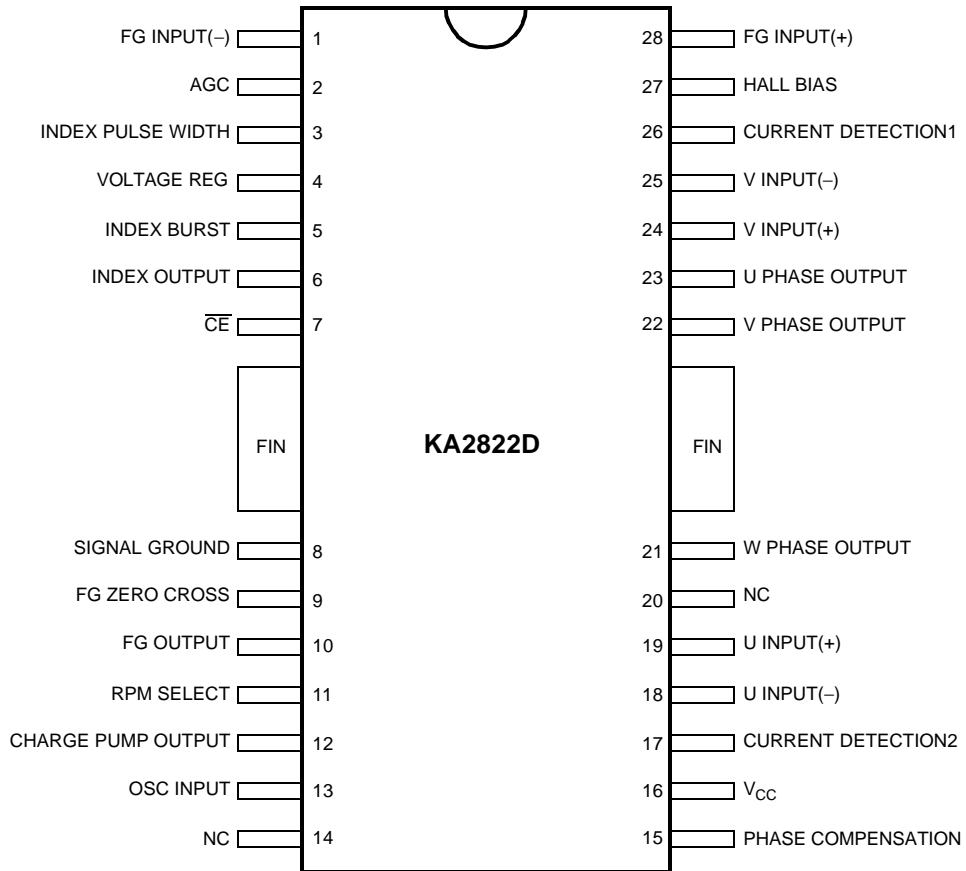 FG INPUT(−) 1 28 FG INPUT(+)
AGC 2 27 HALL BIAS
INDEX PULSE WIDTH 3 26 CURRENT DETECTION1
VOLTAGE REG 4 25 V INPUT(−)
INDEX BURST 5 24 V INPUT(+)
INDEX OUTPUT 6 23 U PHASE OUTPUT
C̅E̅ 7 22 V PHASE OUTPUT
FIN KA2822D FIN
SIGNAL GROUND 8 21 W PHASE OUTPUT
FG ZERO CROSS 9 20 NC
FG OUTPUT 10 19 U INPUT(+)
RPM SELECT 11 18 U INPUT(−)
CHARGE PUMP OUTPUT 12 17 CURRENT DETECTION2
OSC INPUT 13 16 VCC
NC 14 15 PHASE COMPENSATION